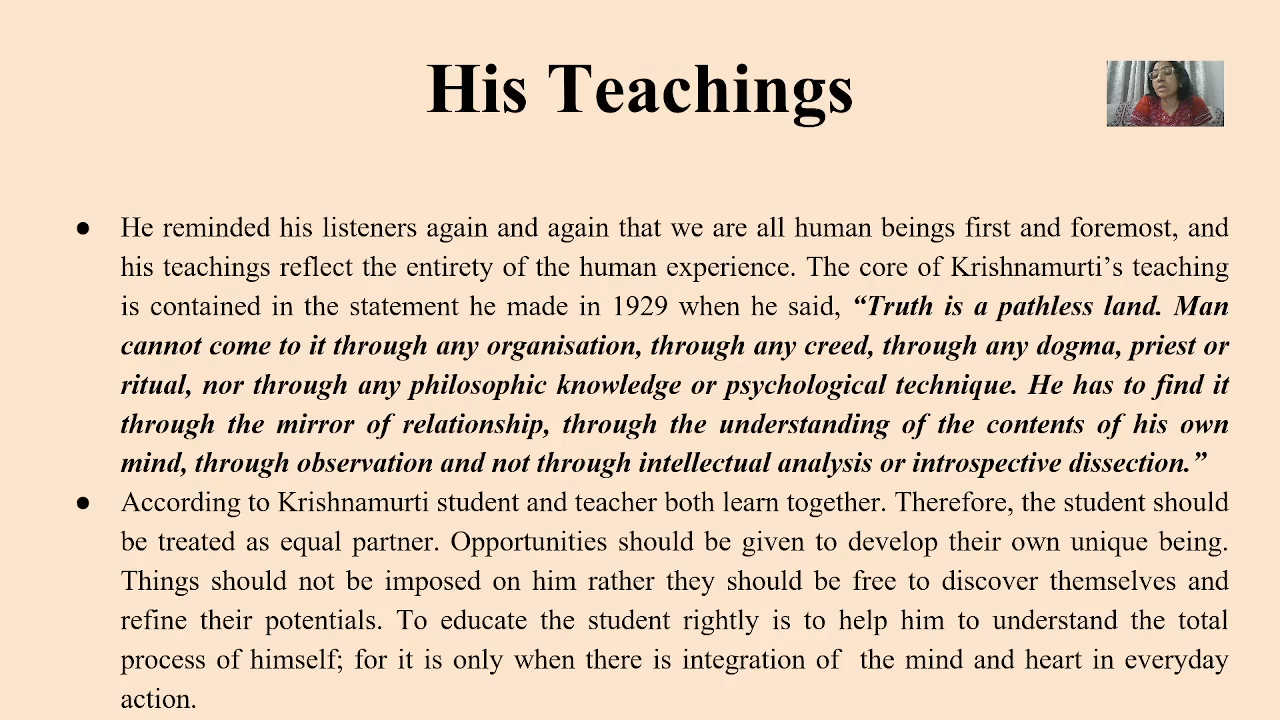 His Teachings
● He reminded his listeners again and again that we are all human beings first and foremost, and
his teachings reflect the entirety of the human experience. The core of Krishnamurti’s teaching
is contained in the statement he made in 1929 when he said, “Truth is a pathless land. Man
cannot come to it through any organisation, through any creed, through any dogma, priest or
ritual, nor through any philosophic knowledge or psychological technique. He has to find it
through the mirror of relationship, through the understanding of the contents of his own
mind, through observation and not through intellectual analysis or introspective dissection.”
● According to Krishnamurti student and teacher both learn together. Therefore, the student should
be treated as equal partner. Opportunities should be given to develop their own unique being.
Things should not be imposed on him rather they should be free to discover themselves and
refine their potentials. To educate the student rightly is to help him to understand the total
process of himself; for it is only when there is integration of  the mind and heart in everyday
action.